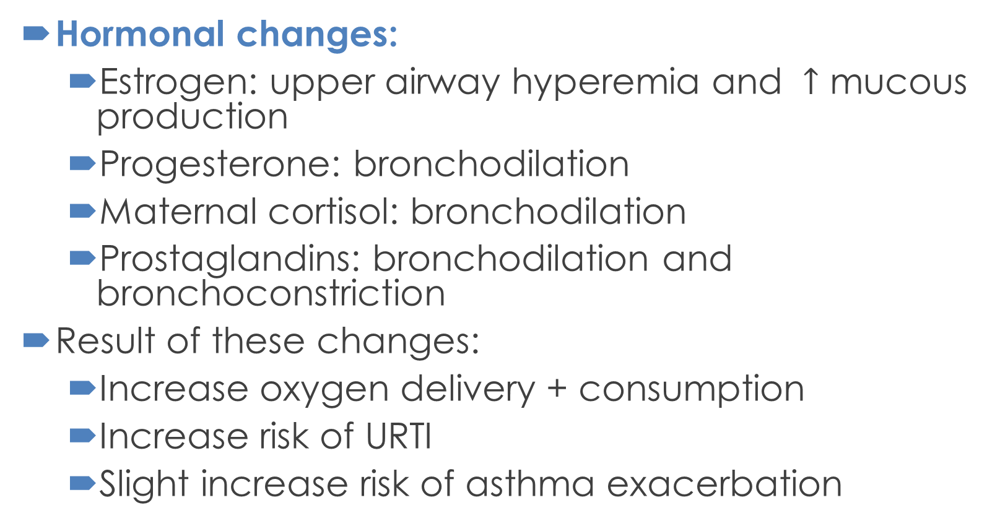 Hormonal changes:
Estrogen: upper airway hyperemia and ↑ mucous
production
Progesterone: bronchodilation
Maternal cortisol: bronchodilation
Prostaglandins: bronchodilation and
bronchoconstriction
Result of these changes:
Increase oxygen delivery + consumption
Increase risk of URTI
Slight increase risk of asthma exacerbation